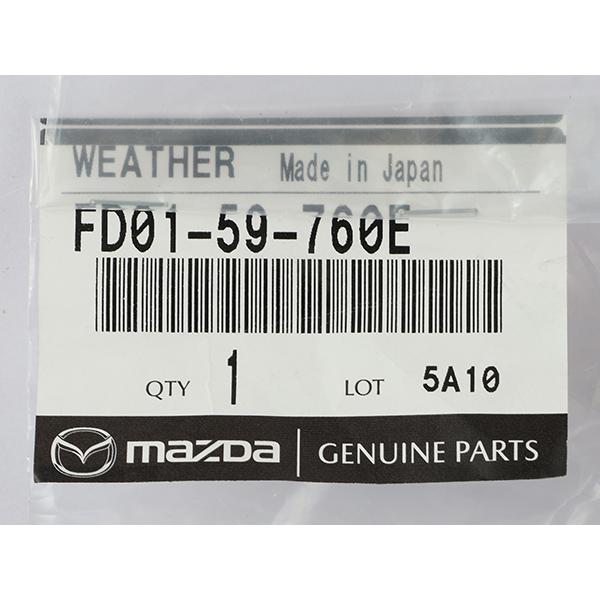 WEATHER Made in Japan
FD01-59-760E
QTY 1 LOT 5A10
mazda GENUINE PARTS